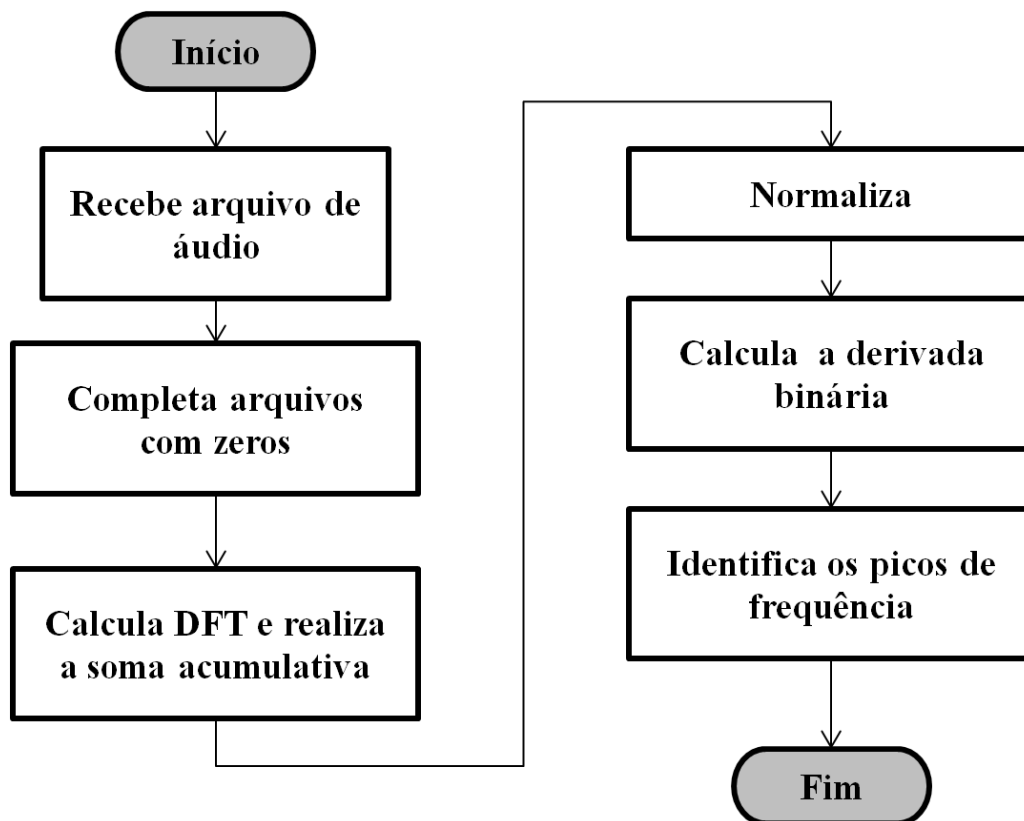 Início
Recebe arquivo de
áudio
Completa arquivos
com zeros
Calcula DFT e realiza
a soma acumulativa
Normaliza
Calcula a derivada
binária
Identifica os picos de
frequência
Fim